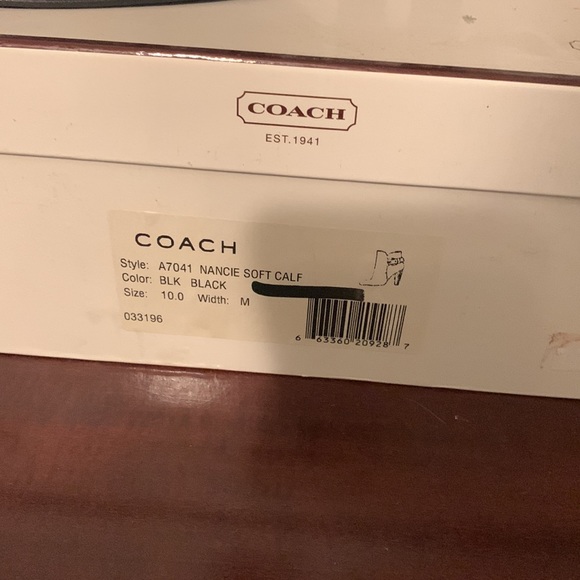 COACH
EST. 1941
COACH
Style: A7041 NANCIE SOFT CALF
Color: BLK BLACK
Size: 10.0 Width: M
033196
6 63360 20928 7